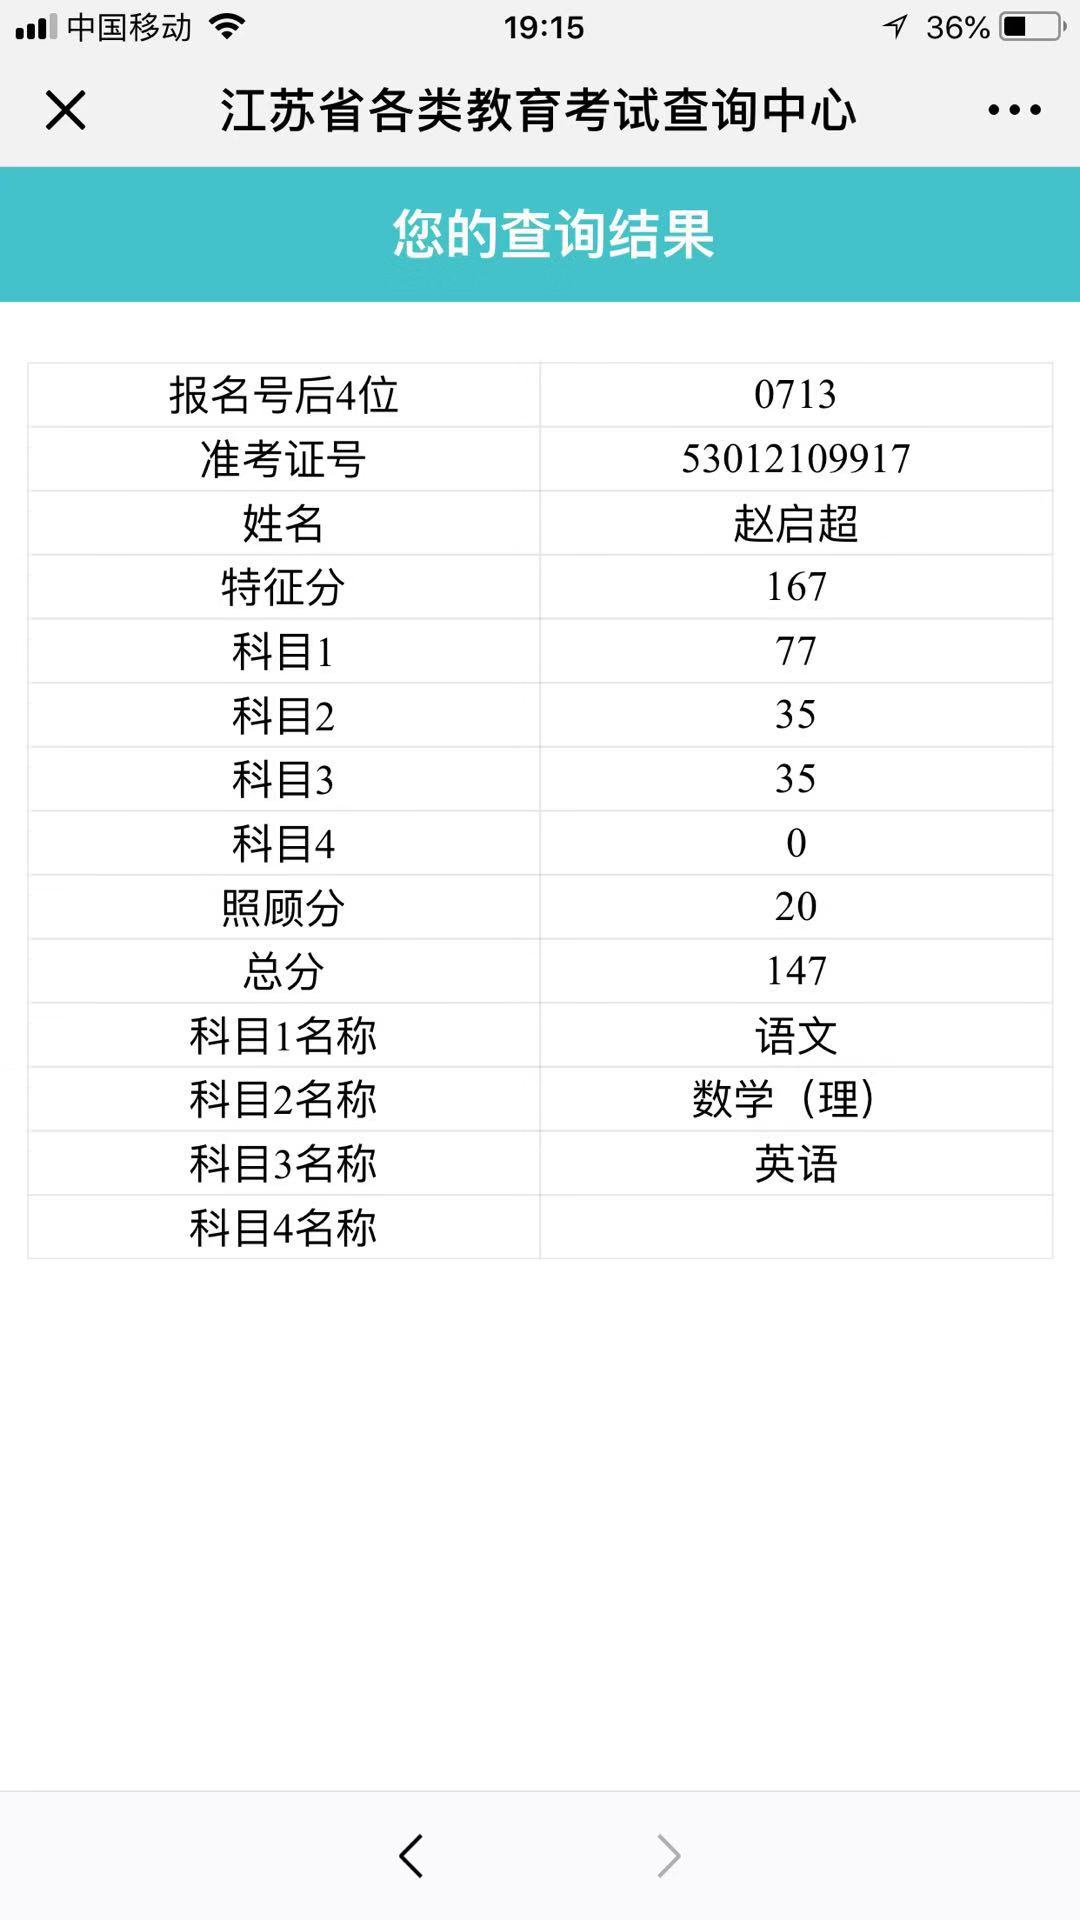 中国移动 19:15 36%
江苏省各类教育考试查询中心
您的查询结果
报名号后4位 0713
准考证号 53012109917
姓名 赵启超
特征分 167
科目1 77
科目2 35
科目3 35
科目4 0
照顾分 20
总分 147
科目1名称 语文
科目2名称 数学（理）
科目3名称 英语
科目4名称